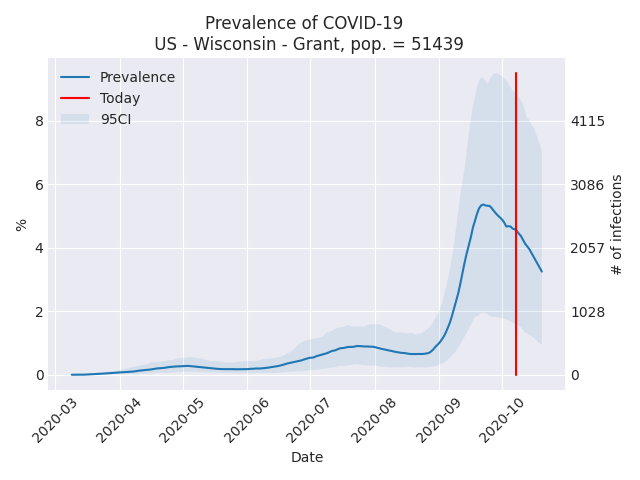 Prevalence of COVID-19
US - Wisconsin - Grant, pop. = 51439
Prevalence
Today
95CI
%
8
6
4
2
0
4115
3086
2057
1028
0
# of infections
2020-03
2020-04
2020-05
2020-06
2020-07
2020-08
2020-09
2020-10
Date